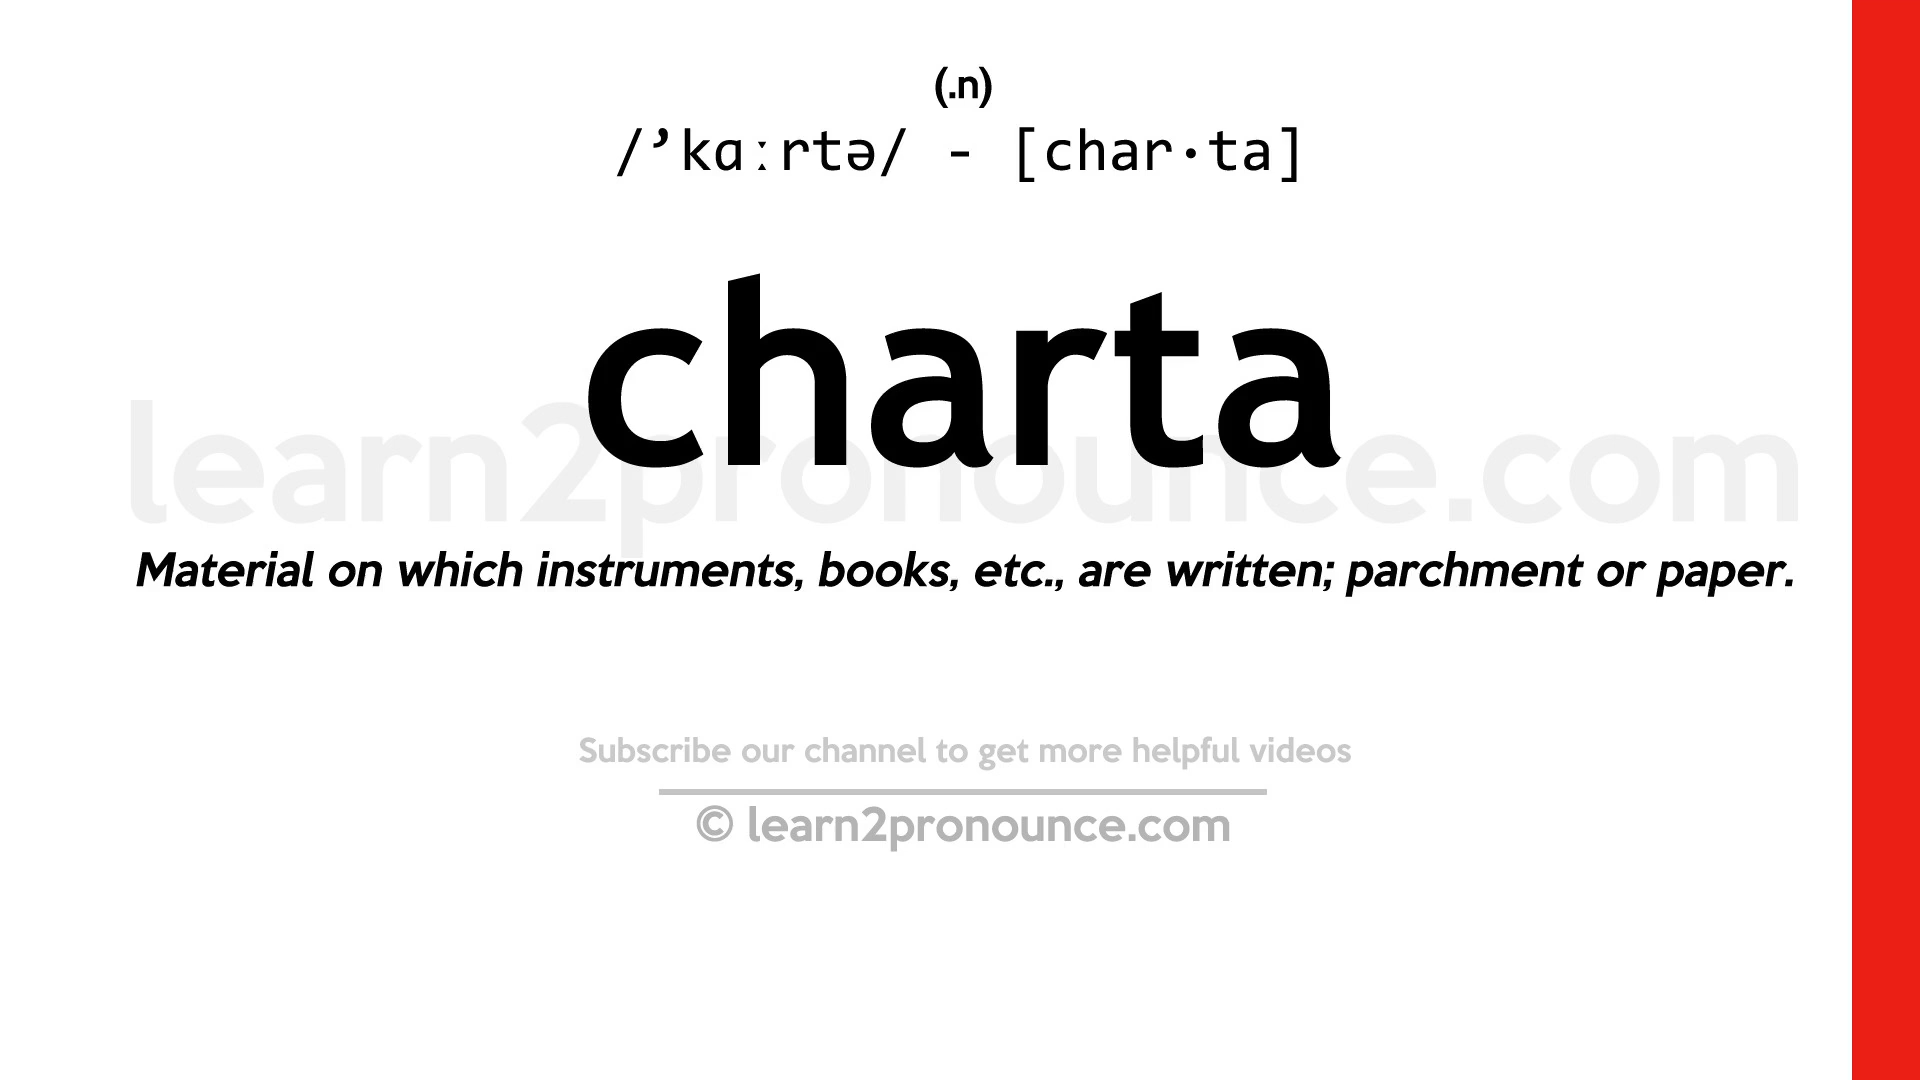 (.n)
/’kɑːrtə/ - [char·ta]
charta
learn2pronounce.com
Material on which instruments, books, etc., are written; parchment or paper.
Subscribe our channel to get more helpful videos
© learn2pronounce.com